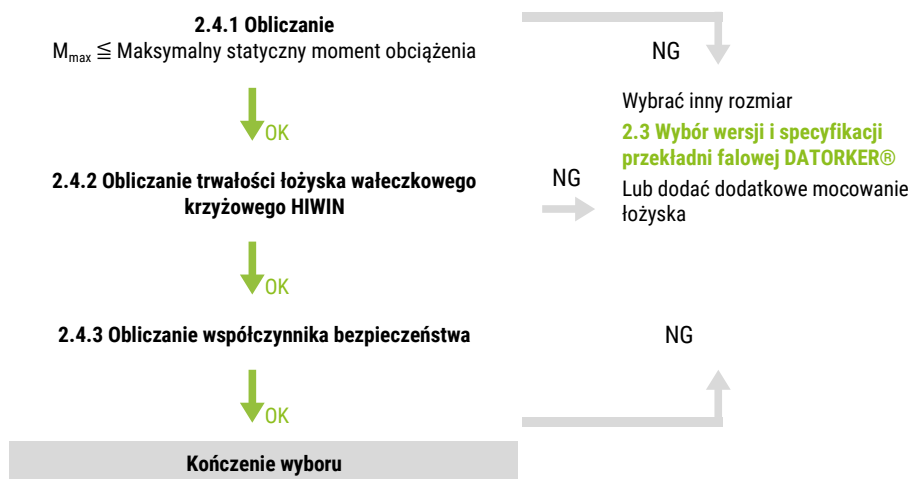 2.4.1 Obliczanie
Mmax ≦ Maksymalny statyczny moment obciążenia
NG
OK
Wybrać inny rozmiar
2.3 Wybór wersji i specyfikacji
przekładni falowej DATORKER®
Lub dodać dodatkowe mocowanie
łożyska
2.4.2 Obliczanie trwałości łożyska wałeczkowego
krzyżowego HIWIN
NG
OK
2.4.3 Obliczanie współczynnika bezpieczeństwa
NG
OK
Kończenie wyboru